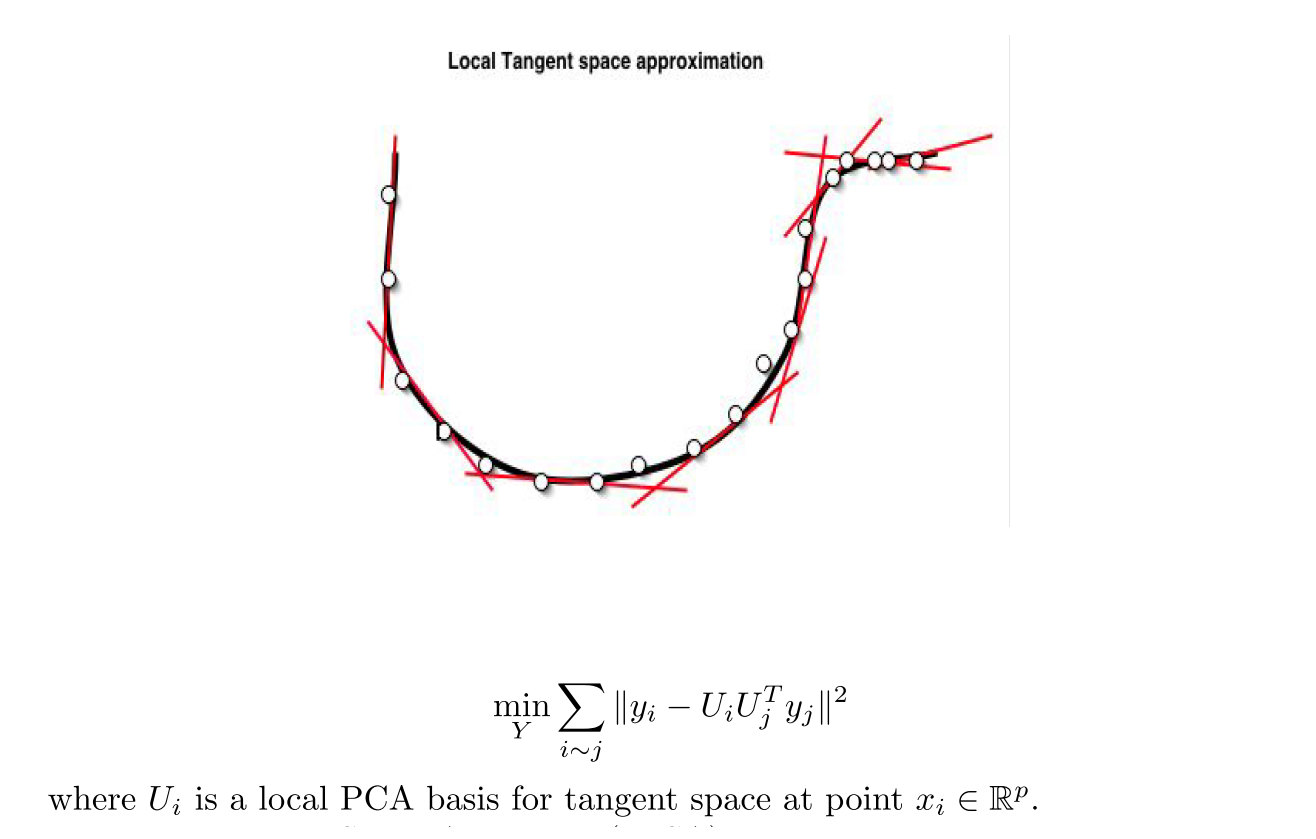 Local Tangent space approximation
min_Y ∑_{i∼j} ‖y_i − U_i U_j^T y_j‖^2
where U_i is a local PCA basis for tangent space at point x_i ∈ ℝ^p.